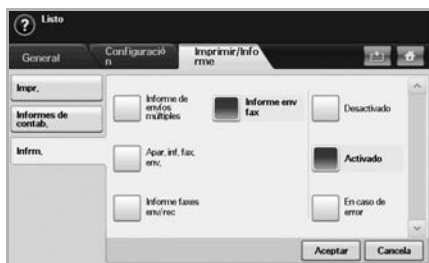 Listo
General
Configuració
n
Imprimir/Info
rme
Impr.
Informes de
contab.
Infrm.
Informe de
envíos
múltiples
Informe env
fax
Desactivado
Apar. inf. fax.
env.
Activado
Informe faxes
env/rec
En caso de
error
Aceptar
Cancela